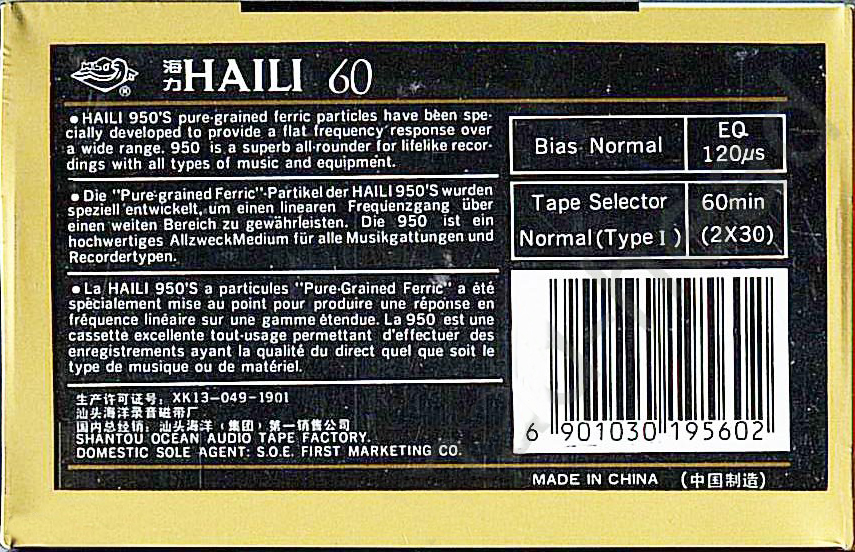 海力 HAILI 60
• HAILI 950'S pure-grained ferric particles have been spe-
cially developed to provide a flat frequency response over
a wide range. 950 is a superb all-rounder for lifelike recor-
dings with all types of music and equipment.
• Die "Pure-grained Ferric"-Partikel der HAILI 950'S wurden
speziell entwickelt, um einen linearen Frequenzgang über
einen weiten Bereich zu gewährleisten. Die 950 ist ein
hochwertiges AllzweckMedium für alle Musikgattungen und
Recordertypen.
• La HAILI 950'S a particules "Pure-Grained Ferric" a été
spècialement mise au point pour produire une réponse en
fréquence linéaire sur une gamme ètendue. La 950 est une
cassette excellente tout-usage permettant d'effectuer des
enregistrements ayant la qualité du direct quel que soit le
type de musique ou de matériel.
生产许可证号: XK13-049-1901
汕头海洋录音磁带厂
国内总经销: 汕头海洋(集团)第一销售公司
SHANTOU OCEAN AUDIO TAPE FACTORY.
DOMESTIC SOLE AGENT: S.O.E. FIRST MARKETING CO.
Bias Normal
EQ
120μs
Tape Selector
Normal (Type I)
60min
(2X30)
6 901030 195602
MADE IN CHINA (中国制造)